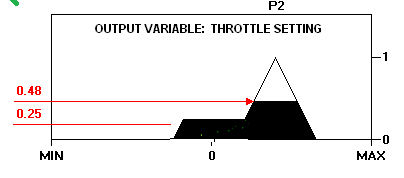 P2
OUTPUT VARIABLE: THROTTLE SETTING
1
0.48
0.25
0
MIN 0 MAX